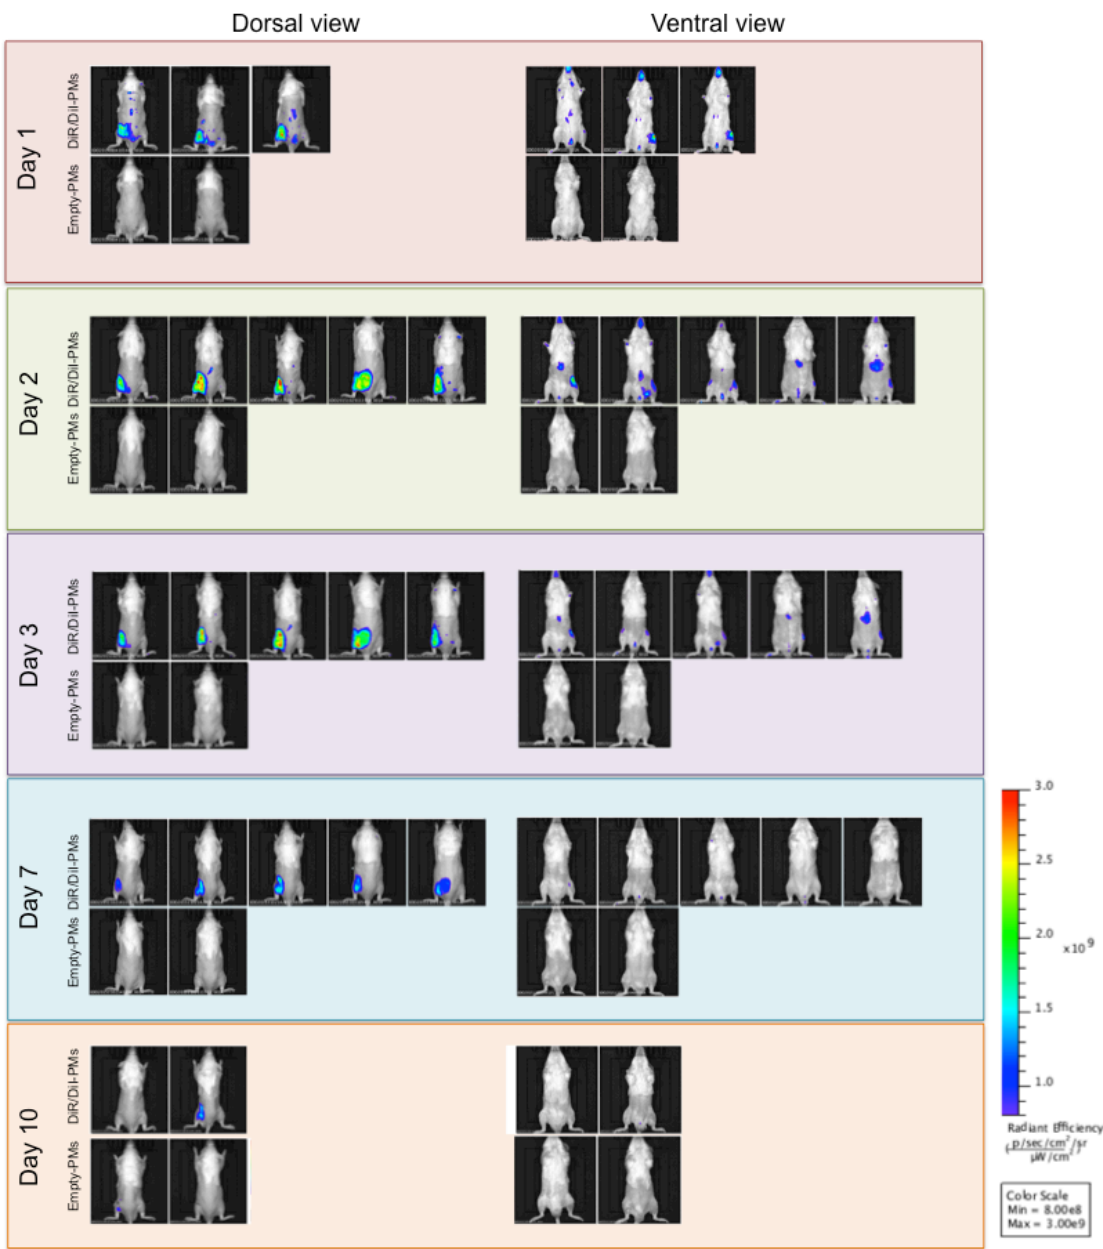 Dorsal view
Ventral view
Day 1
DiR/DiI-PMs
Empty-PMs
Day 2
DiR/DiI-PMs
Empty-PMs
Day 3
DiR/DiI-PMs
Empty-PMs
Day 7
DiR/DiI-PMs
Empty-PMs
Day 10
DiR/DiI-PMs
Empty-PMs
3.0
2.5
2.0
x10 9
1.5
1.0
Radiant Efficiency
(p/sec/cm²/sr
µW/cm²)
Color Scale
Min = 8.00e8
Max = 3.00e9